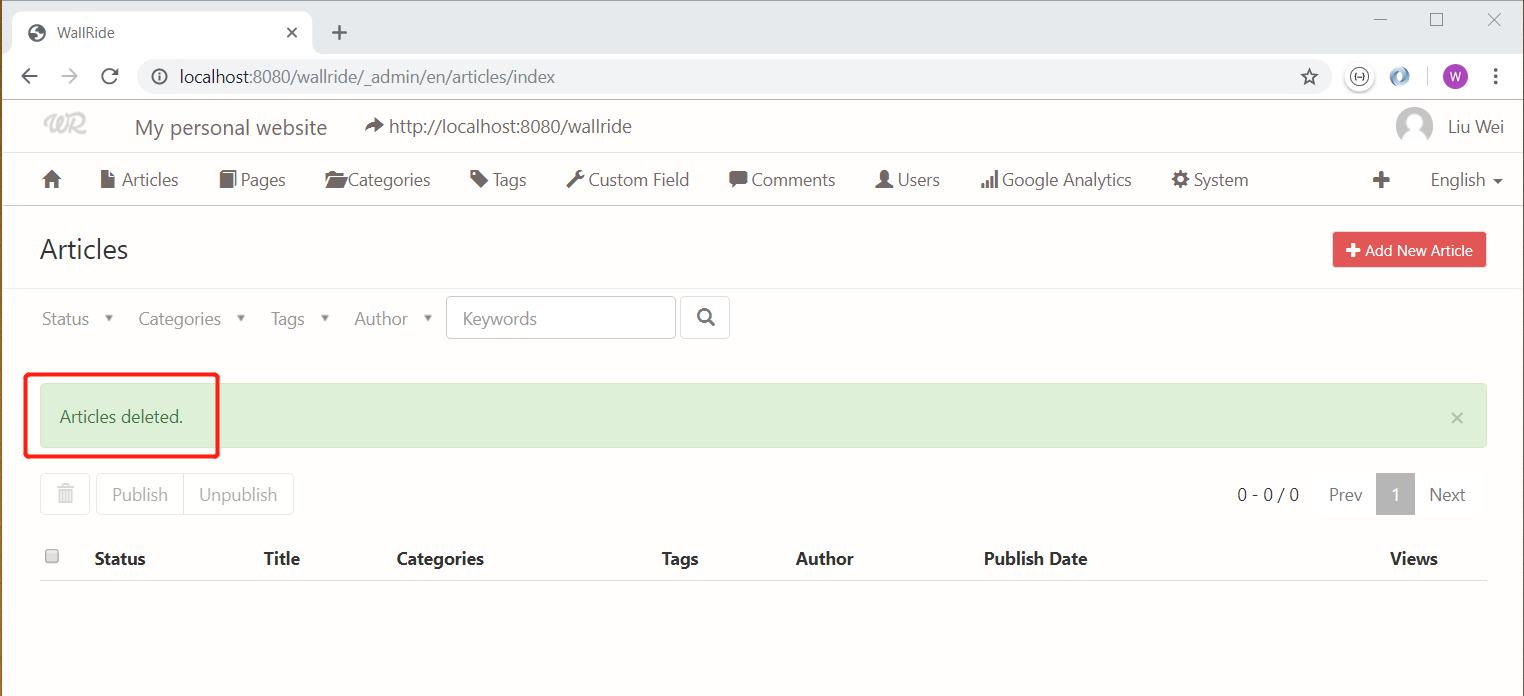 WallRide
localhost:8080/wallride/_admin/en/articles/index
W
WR My personal website http://localhost:8080/wallride Liu Wei
Articles Pages Categories Tags Custom Field Comments Users Google Analytics System English
Articles
Add New Article
Status Categories Tags Author Keywords
Articles deleted.
Publish Unpublish 0 - 0 / 0 Prev 1 Next
Status Title Categories Tags Author Publish Date Views